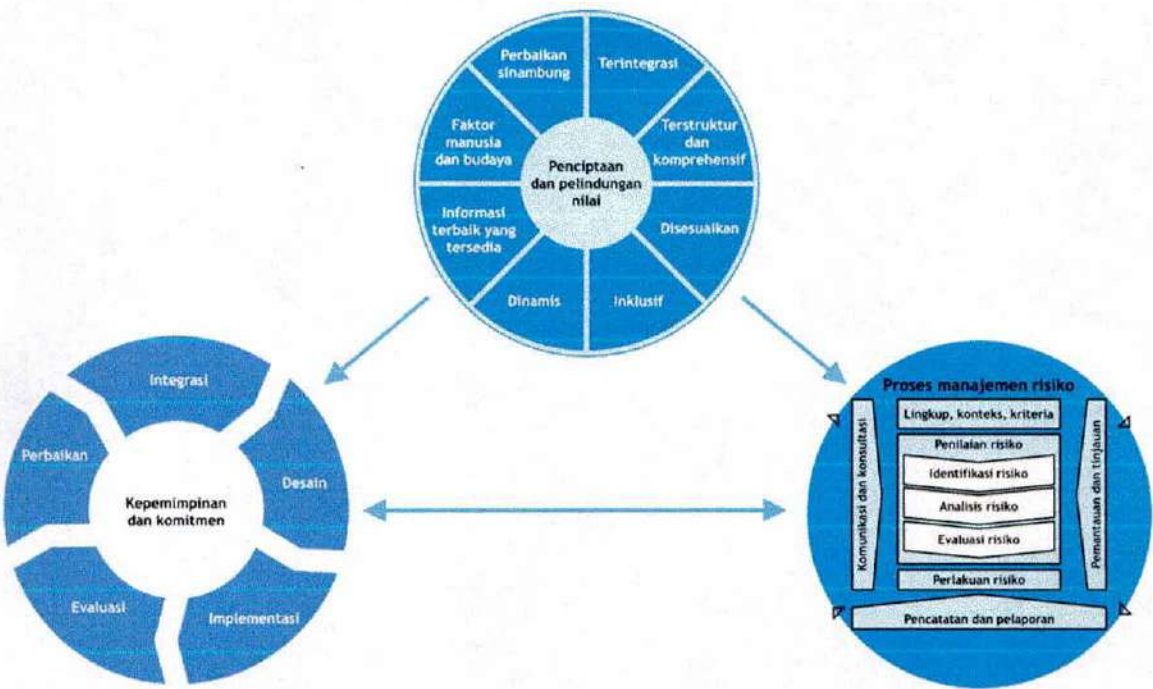 Perbaikan
sinambung
Terintegrasi
Faktor
manusia
dan budaya
Terstruktur
dan
komprehensif
Penciptaan
dan pelindungan
nilai
Informasi
terbaik yang
tersedia
Disesuaikan
Dinamis
Inklusif
Integrasi
Perbaikan
Desain
Kepemimpinan
dan komitmen
Evaluasi
Implementasi
Proses manajemen risiko
Lingkup, konteks, kriteria
Komunikasi dan konsultasi
Penilaian risiko
Identifikasi risiko
Analisis risiko
Evaluasi risiko
Pemantauan dan tinjauan
Perlakuan risiko
Pencatatan dan pelaporan